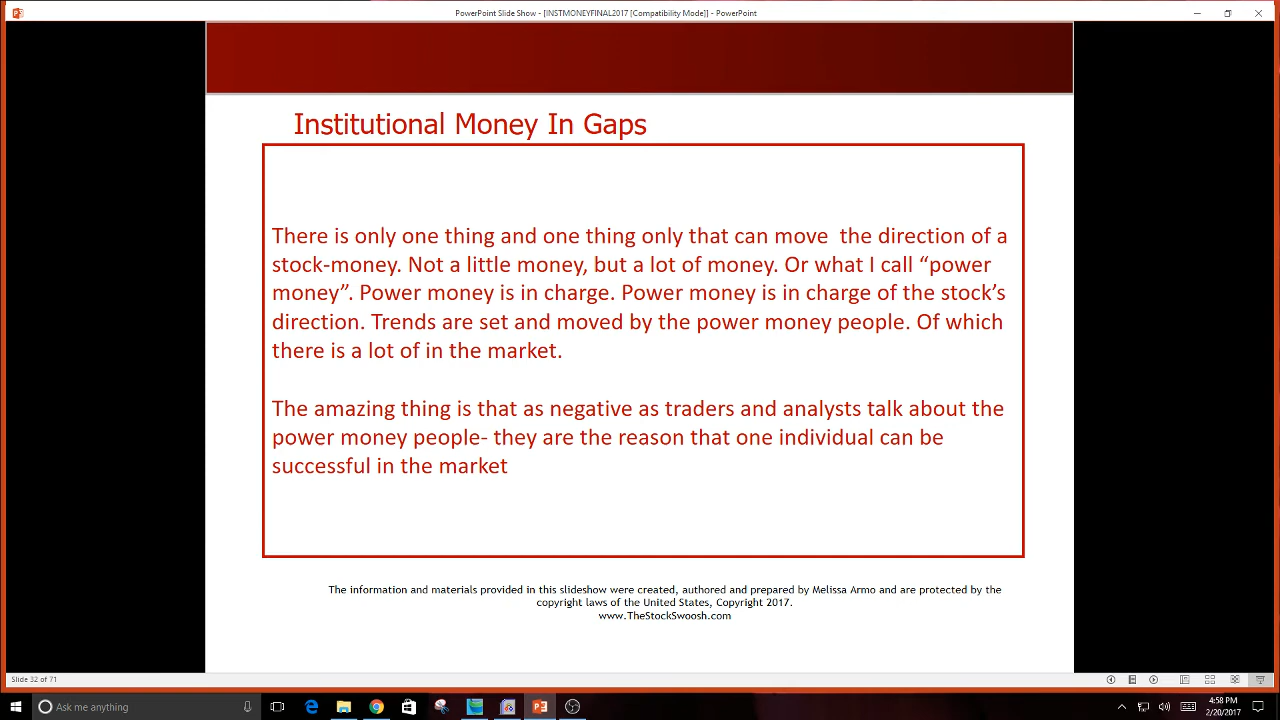 PowerPoint Slide Show - [INSTMONEYFINAL2017 [Compatibility Mode]] - PowerPoint
Institutional Money In Gaps
There is only one thing and one thing only that can move  the direction of a
stock-money. Not a little money, but a lot of money. Or what I call “power
money”. Power money is in charge. Power money is in charge of the stock’s
direction. Trends are set and moved by the power money people. Of which
there is a lot of in the market.
The amazing thing is that as negative as traders and analysts talk about the
power money people- they are the reason that one individual can be
successful in the market
The information and materials provided in this slideshow were created, authored and prepared by Melissa Armo and are protected by the
copyright laws of the United States, Copyright 2017.
www.TheStockSwoosh.com
Slide 32 of 71
Ask me anything
4:58 PM
2/20/2017